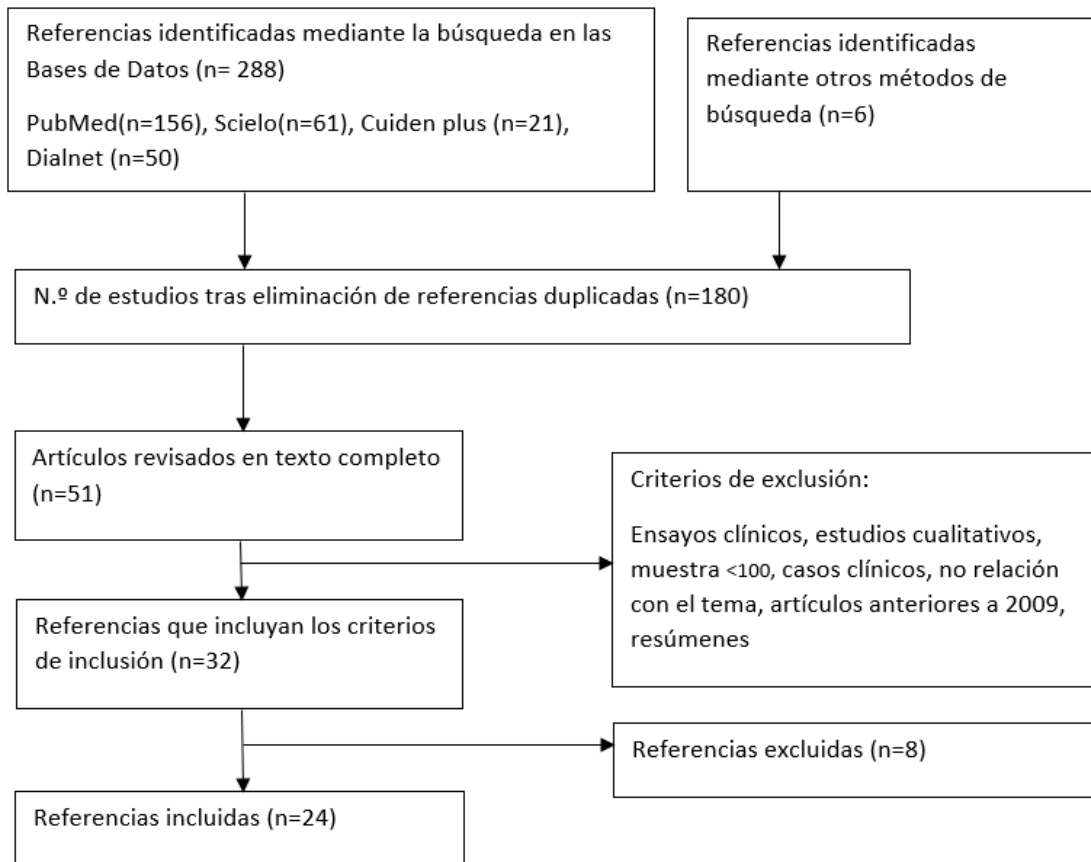 Referencias identificadas mediante la búsqueda en las
Bases de Datos (n= 288)
PubMed(n=156), Scielo(n=61), Cuiden plus (n=21),
Dialnet (n=50)
Referencias identificadas
mediante otros métodos de
búsqueda (n=6)
N.º de estudios tras eliminación de referencias duplicadas (n=180)
Artículos revisados en texto completo
(n=51)
Criterios de exclusión:
Ensayos clínicos, estudios cualitativos,
muestra <100, casos clínicos, no relación
con el tema, artículos anteriores a 2009,
resúmenes
Referencias que incluyan los criterios
de inclusión (n=32)
Referencias excluidas (n=8)
Referencias incluidas (n=24)